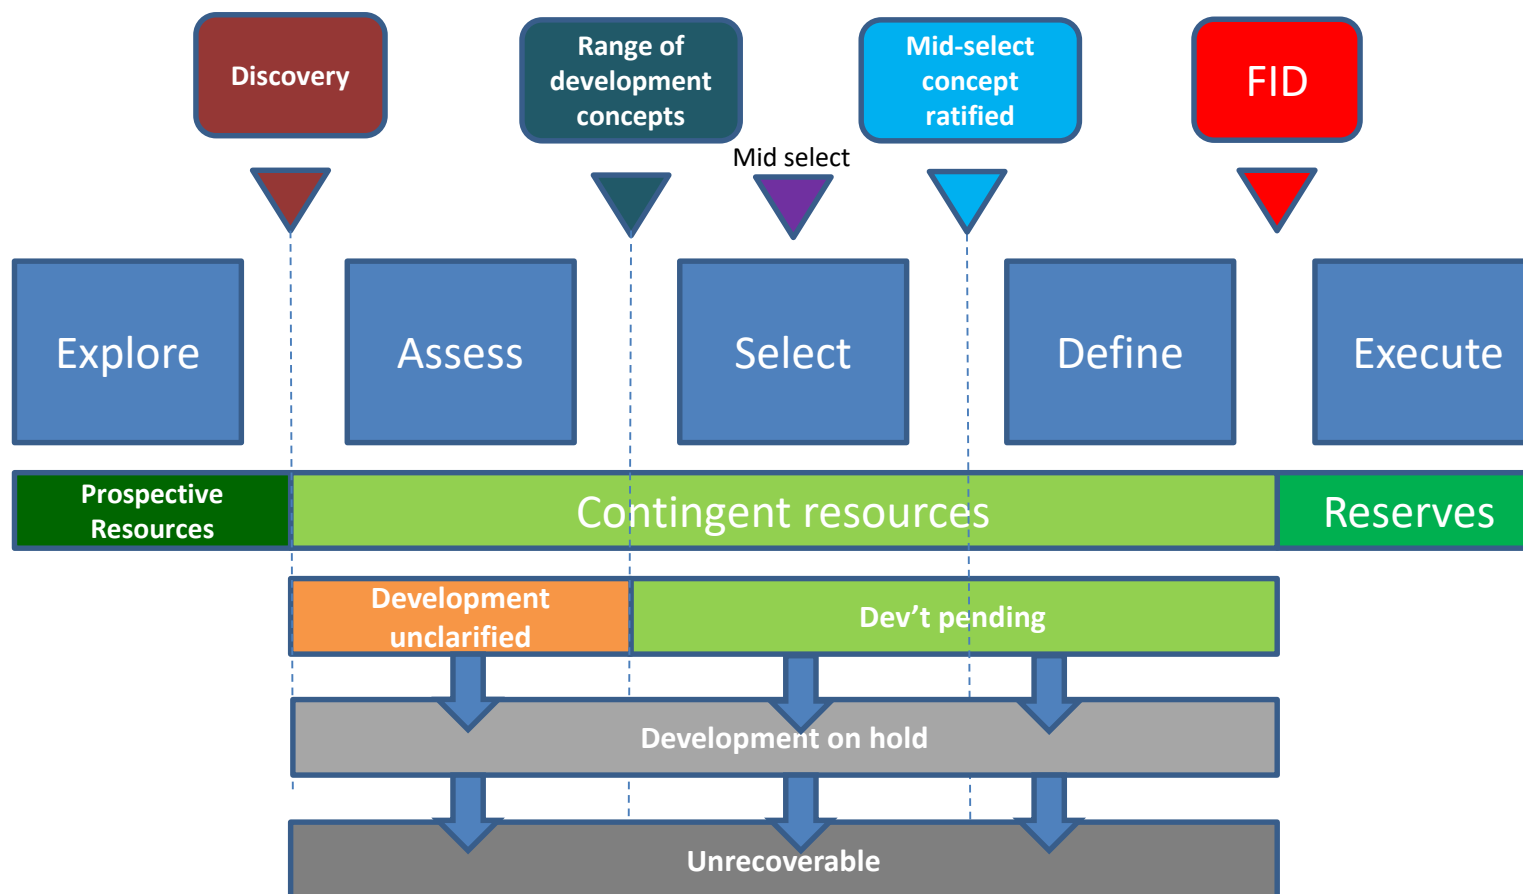 Discovery
Range of
development
concepts
Mid-select
concept
ratified
FID
Mid select
Explore
Assess
Select
Define
Execute
Prospective
Resources
Contingent resources
Reserves
Development
unclarified
Dev’t pending
Development on hold
Unrecoverable